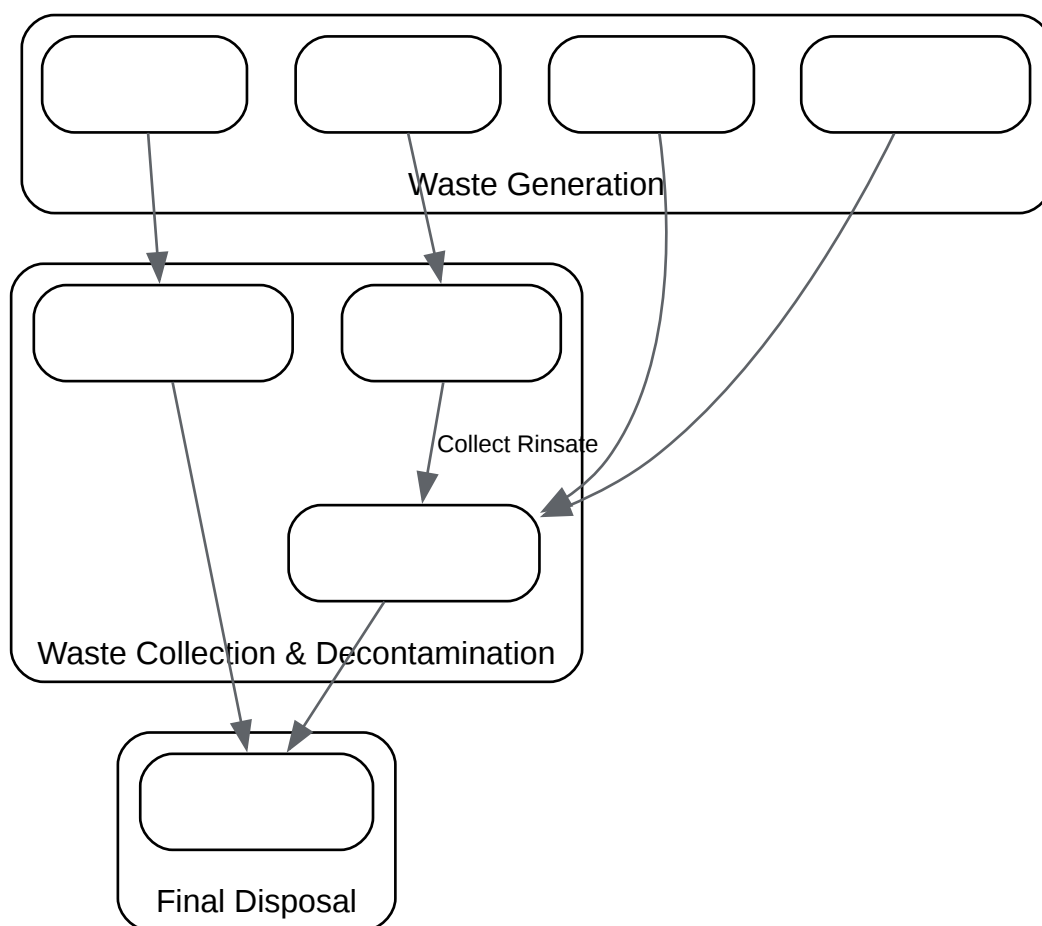 Waste Generation
Collect Rinsate
Waste Collection & Decontamination
Final Disposal